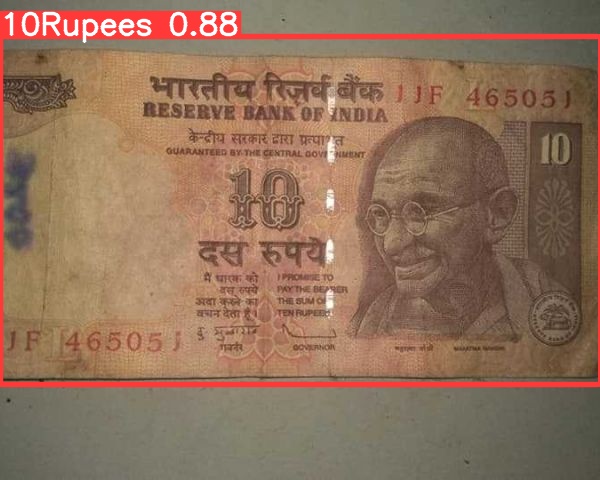 10Rupees 0.88
भारतीय रिज़र्व बैंक
JJF 465051
RESERVE BANK OF INDIA
केन्द्रीय सरकार द्वारा प्रत्याभूत
GUARANTEED BY THE CENTRAL GOVERNMENT
10
10
दस रुपये
मैं धारक को
दस रुपये
अदा करने का
वचन देता हूँ।
I PROMISE TO
PAY THE BEARER
THE SUM OF
TEN RUPEES
JF 465051
गवर्नर
GOVERNOR
महात्मा गांधी
MAHATMA GANDHI